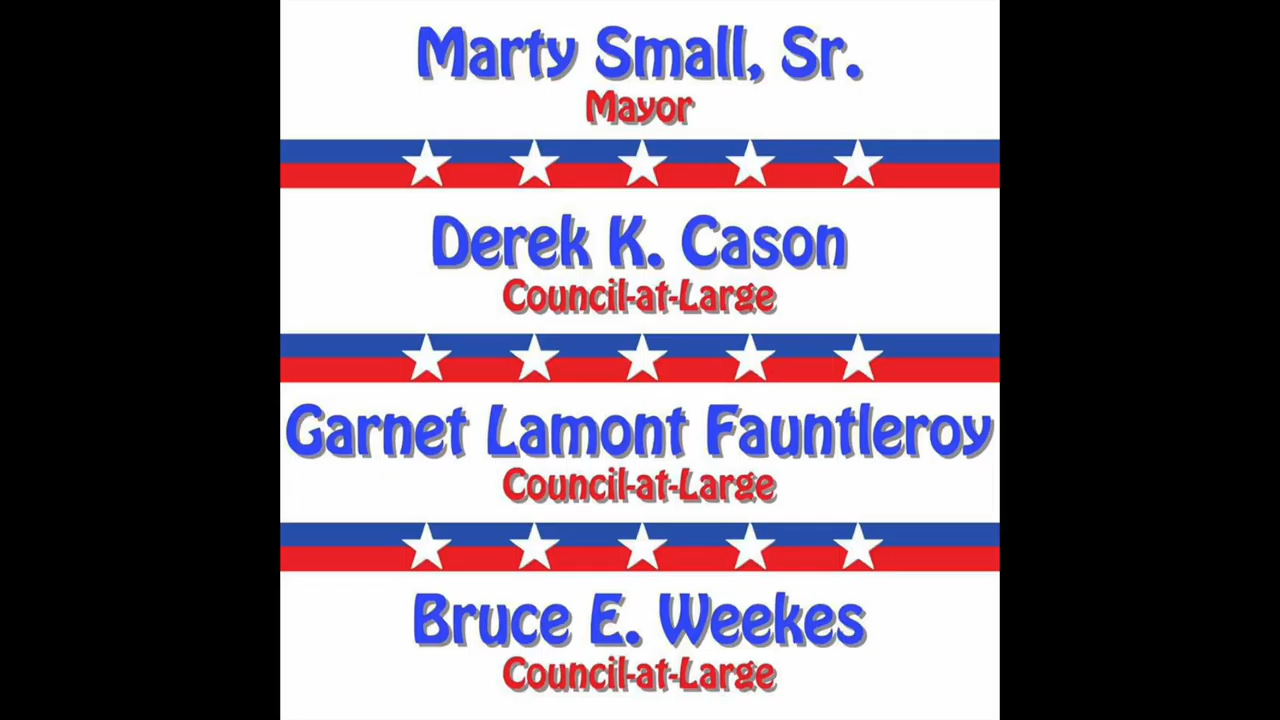 Marty Small, Sr.
Mayor
Derek K. Cason
Council-at-Large
Garnet Lamont Fauntleroy
Council-at-Large
Bruce E. Weekes
Council-at-Large